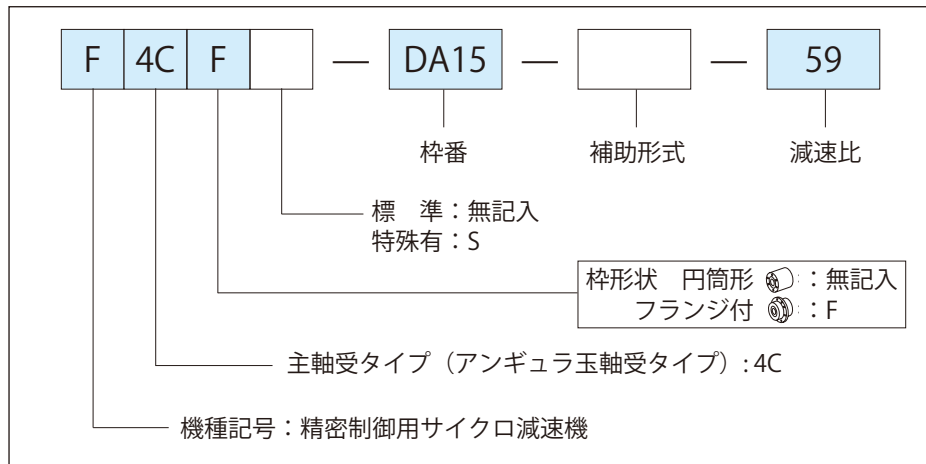 F 4C F — DA15 — — 59
枠番 補助形式 減速比
標　準：無記入
特殊有：S
枠形状　円筒形 ：無記入
フランジ付 ：F
主軸受タイプ（アンギュラ玉軸受タイプ）: 4C
機種記号：精密制御用サイクロ減速機